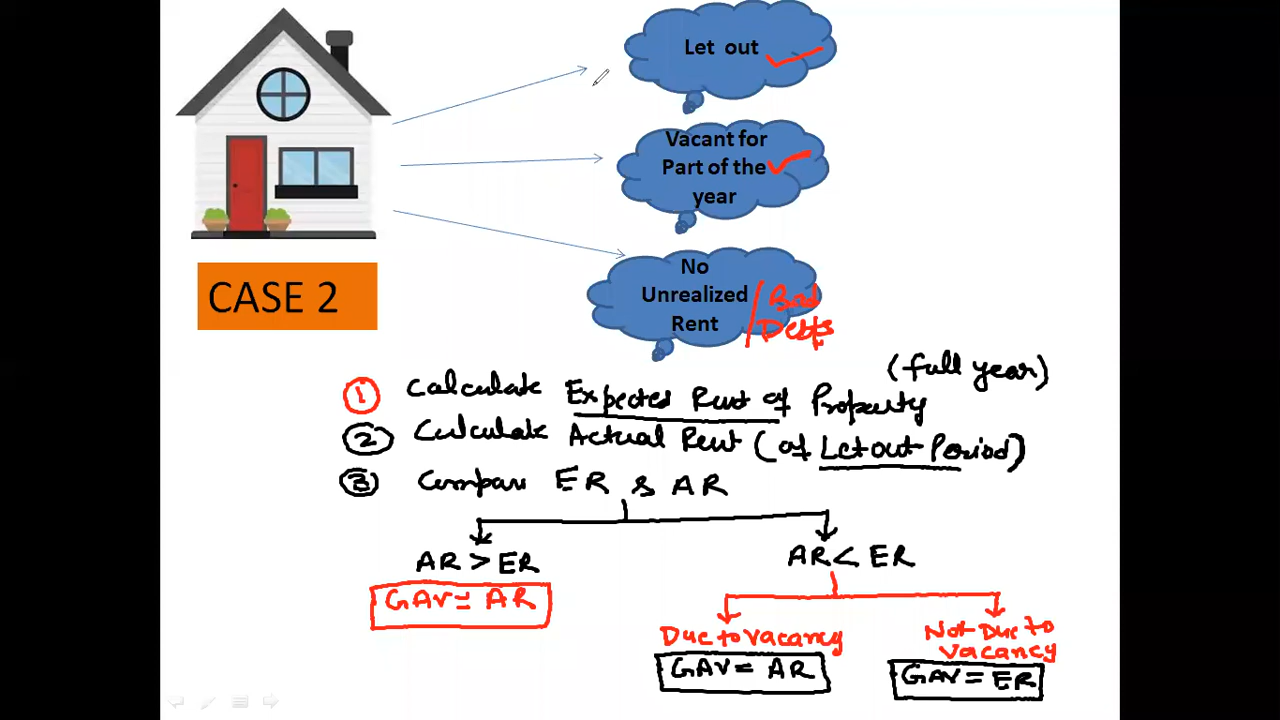 Let out
Vacant for
Part of the
year
No
Unrealized
Rent
/ Bad
Debts
CASE 2
(full year)
① Calculate Expected Rent of Property
② Calculate Actual Rent (of Let out Period)
③ Compare ER & AR
AR > ER
AR < ER
GAV = AR
Due to vacancy
Not Due to
vacancy
GAV = AR
GAV = ER